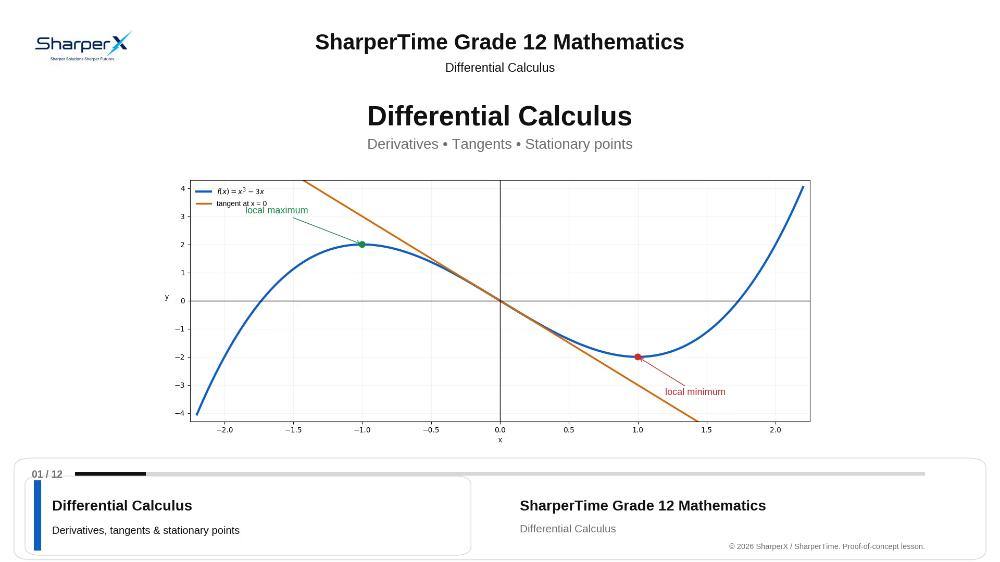 SharperX
Sharper Solutions Sharper Futures.
SharperTime Grade 12 Mathematics
Differential Calculus
Differential Calculus
Derivatives • Tangents • Stationary points
f(x) = x³ − 3x
tangent at x = 0
local maximum
local minimum
4
3
2
1
0
−1
−2
−3
−4
y
−2.0 −1.5 −1.0 −0.5 0.0 0.5 1.0 1.5 2.0
x
01 / 12
Differential Calculus
Derivatives, tangents & stationary points
SharperTime Grade 12 Mathematics
Differential Calculus
© 2026 SharperX / SharperTime. Proof-of-concept lesson.